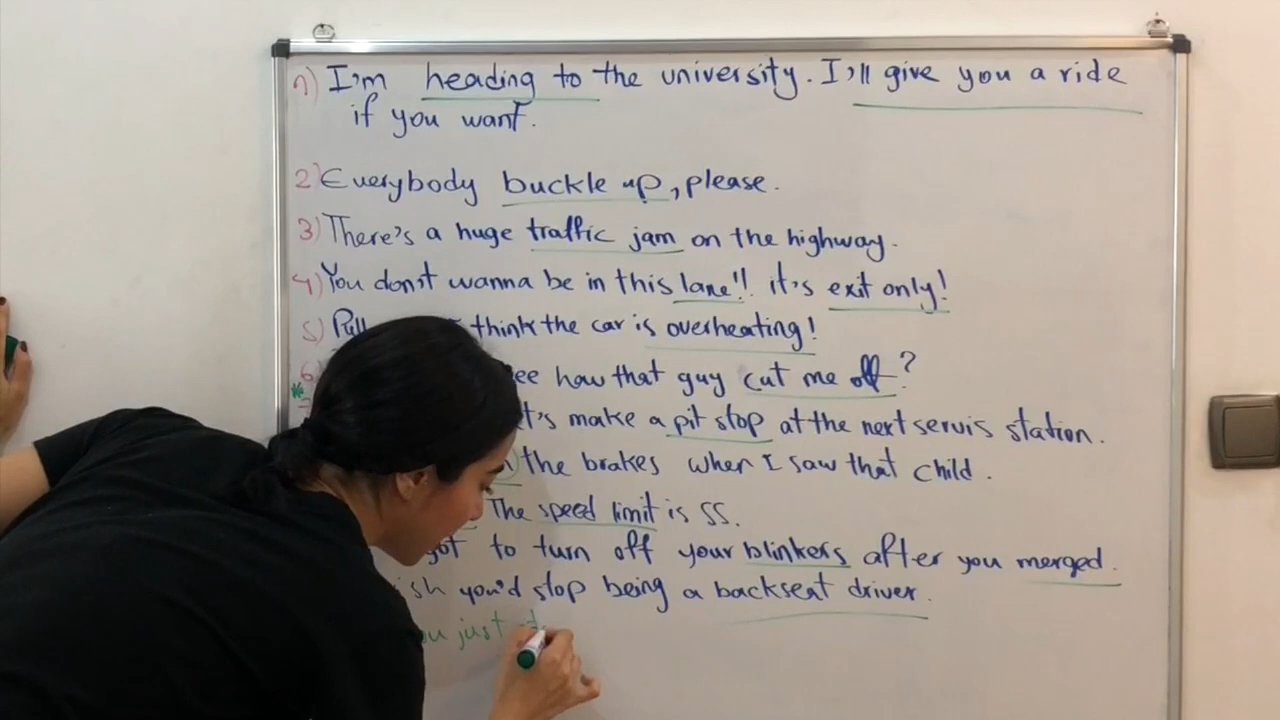 1) I'm heading to the university. I'll give you a ride
if you want.
2) Everybody buckle up, please.
3) There's a huge traffic jam on the highway.
4) You don't wanna be in this lane!! it's exit only!
5) think the car is overheating!
6 how that guy cut me off?
make a pit stop at the next servis station.
the brakes when I saw that child.
The speed limit is 55.
to turn off your blinkers after you merged.
you'd stop being a backseat driver.
just